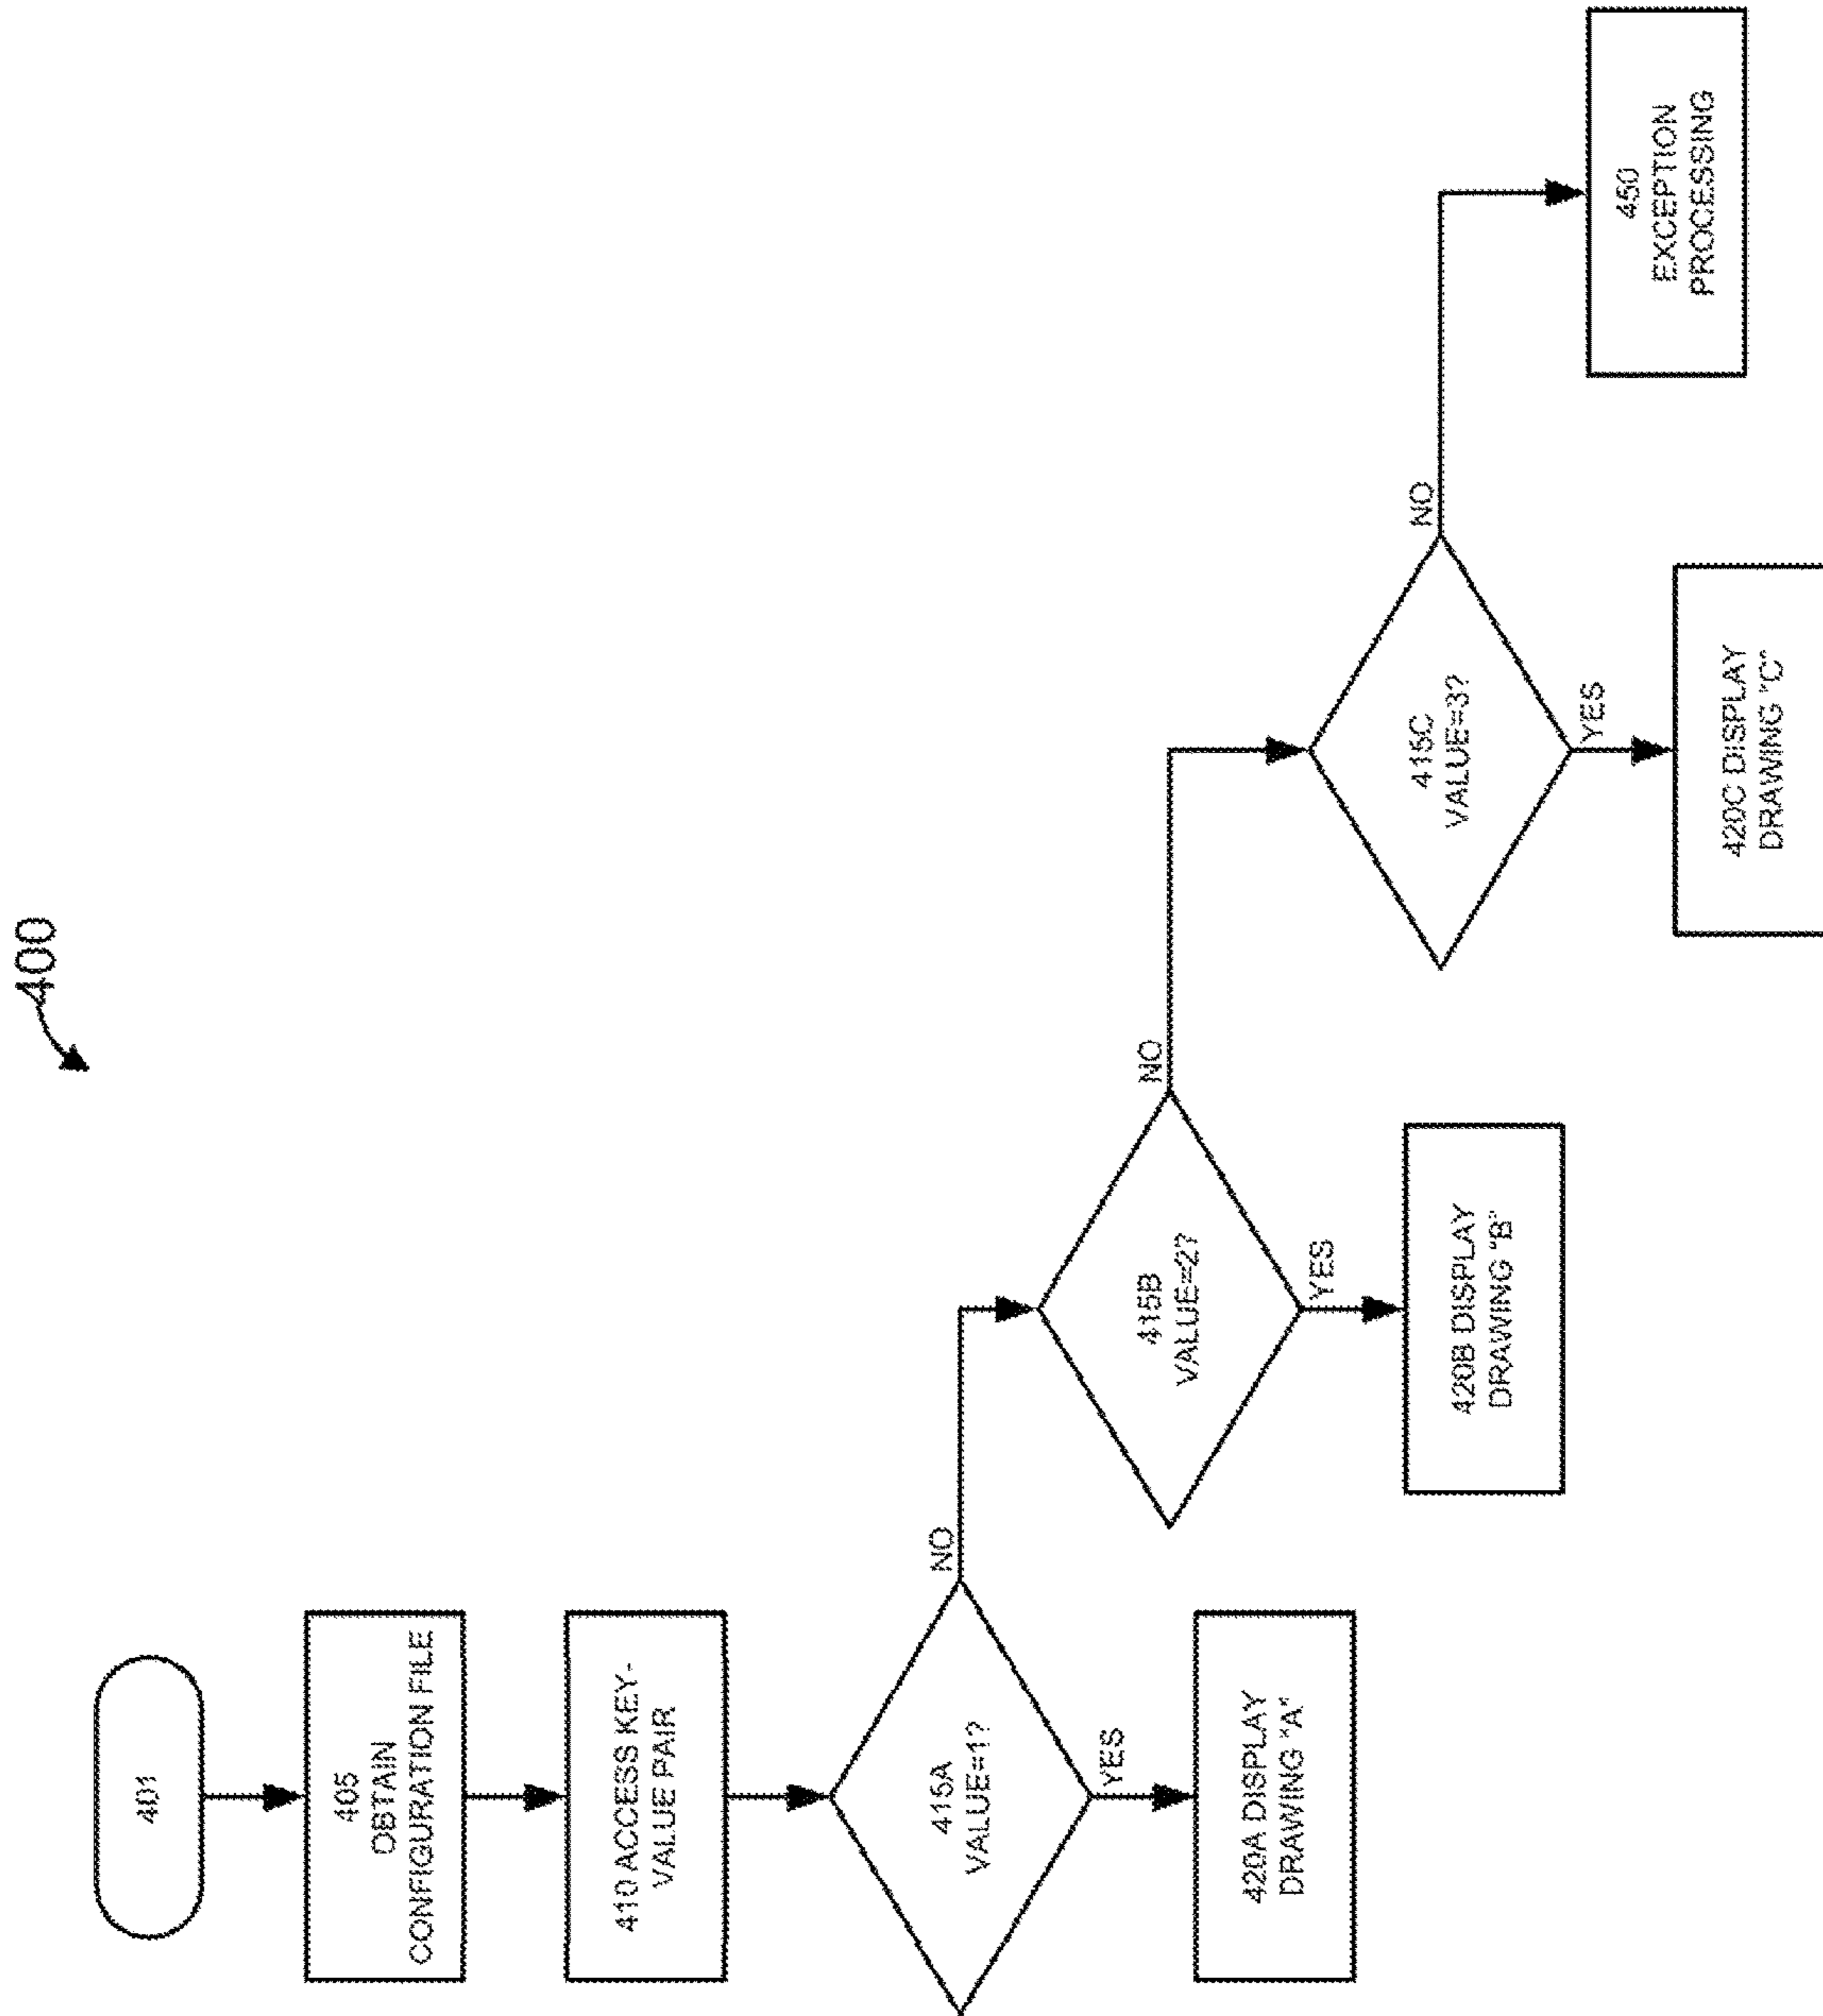 400
401
405
OBTAIN
CONFIGURATION FILE
410 ACCESS KEY-
VALUE PAIR
415A
VALUE=1?
NO
YES
420A DISPLAY
DRAWING "A"
415B
VALUE=2?
NO
YES
420B DISPLAY
DRAWING "B"
415C
VALUE=3?
NO
YES
420C DISPLAY
DRAWING "C"
450
EXCEPTION
PROCESSING